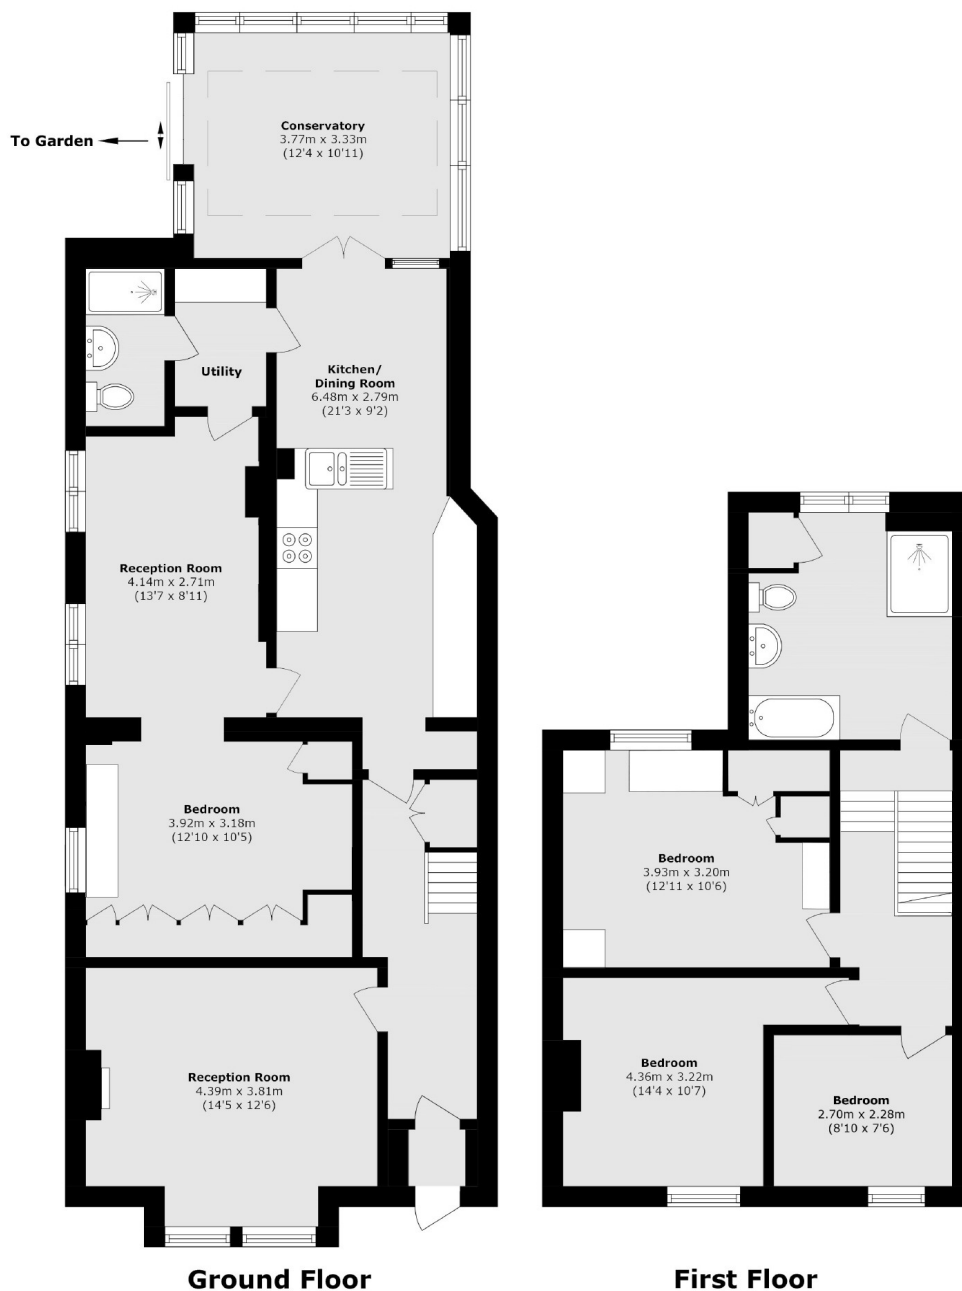 Conservatory
3.77m x 3.33m
(12'4 x 10'11)
To Garden
Utility
Kitchen/
Dining Room
6.48m x 2.79m
(21'3 x 9'2)
Reception Room
4.14m x 2.71m
(13'7 x 8'11)
Bedroom
3.92m x 3.18m
(12'10 x 10'5)
Reception Room
4.39m x 3.81m
(14'5 x 12'6)
Ground Floor
Bedroom
3.93m x 3.20m
(12'11 x 10'6)
Bedroom
4.36m x 3.22m
(14'4 x 10'7)
Bedroom
2.70m x 2.28m
(8'10 x 7'6)
First Floor